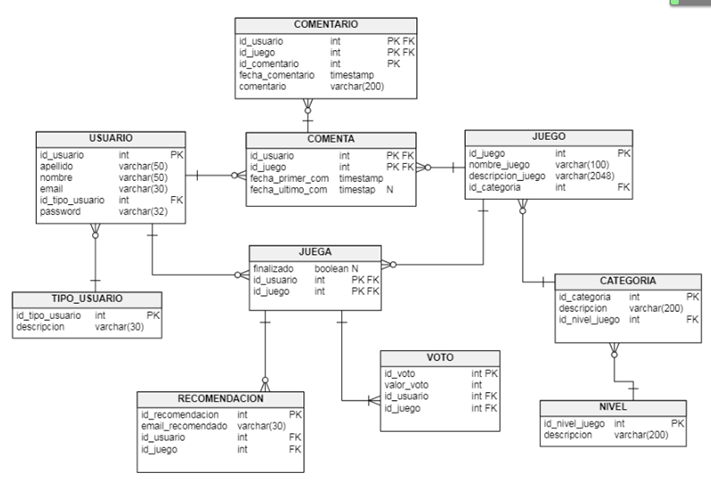 COMENTARIO
id_usuario int PK FK
id_juego int PK FK
id_comentario int PK
fecha_comentario timestamp
comentario varchar(200)
USUARIO
id_usuario int PK
apellido varchar(50)
nombre varchar(50)
email varchar(30)
id_tipo_usuario int FK
password varchar(32)
COMENTA
id_usuario int PK FK
id_juego int PK FK
fecha_primer_com timestamp
fecha_ultimo_com timestap N
JUEGO
id_juego int PK
nombre_juego varchar(100)
descripcion_juego varchar(2048)
id_categoria int FK
JUEGA
finalizado boolean N
id_usuario int PK FK
id_juego int PK FK
TIPO_USUARIO
id_tipo_usuario int PK
descripcion varchar(30)
CATEGORIA
id_categoria int PK
descripcion varchar(200)
id_nivel_juego int FK
VOTO
id_voto int PK
valor_voto int
id_usuario int FK
id_juego int FK
RECOMENDACION
id_recomendacion int PK
email_recomendado varchar(30)
id_usuario int FK
id_juego int FK
NIVEL
id_nivel_juego int PK
descripcion varchar(200)